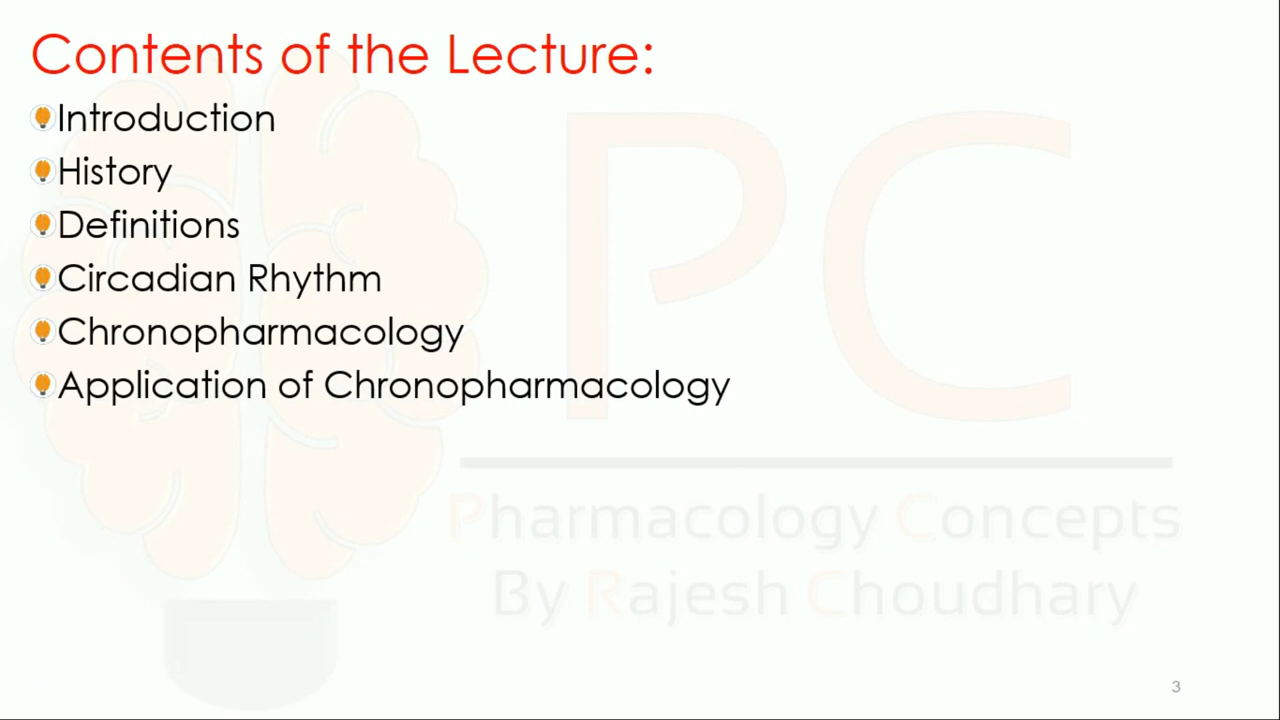 Contents of the Lecture:
Introduction
History
Definitions
Circadian Rhythm
Chronopharmacology
Application of Chronopharmacology
PC
Pharmacology Concepts
By Rajesh Choudhary
3